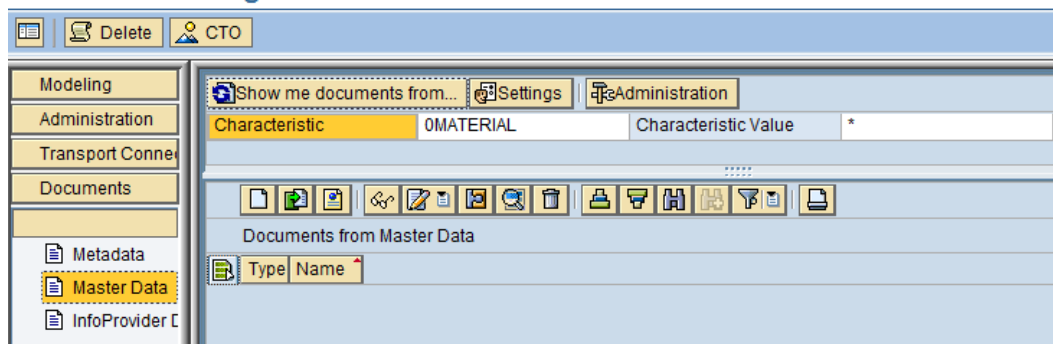 Delete CTO
Modeling
Administration
Transport Conne
Documents
Metadata
Master Data
InfoProvider D
Show me documents from... Settings Administration
Characteristic 0MATERIAL Characteristic Value *
Documents from Master Data
Type Name